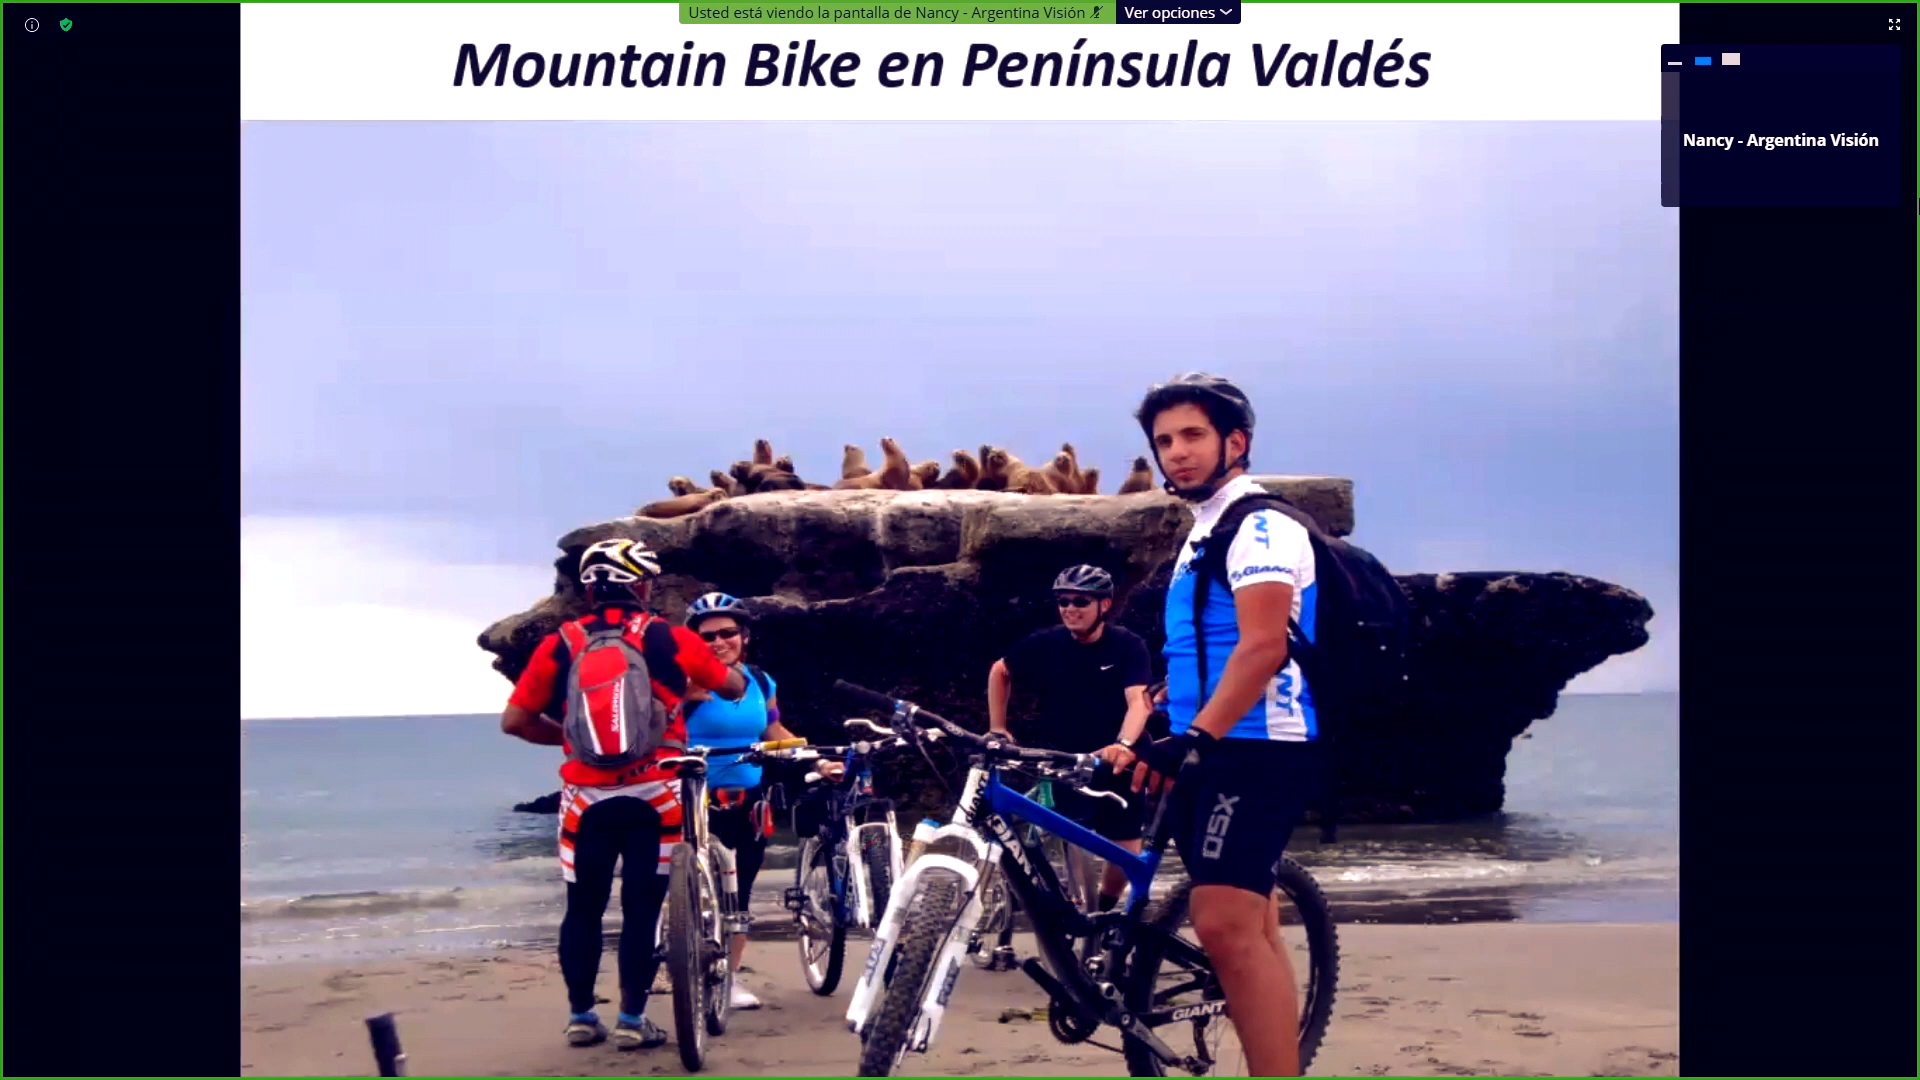 Usted está viendo la pantalla de Nancy - Argentina Visión
Ver opciones
Mountain Bike en Península Valdés
Nancy - Argentina Visión
SALOMON
GIANT
OSX
GIANT
GIANT